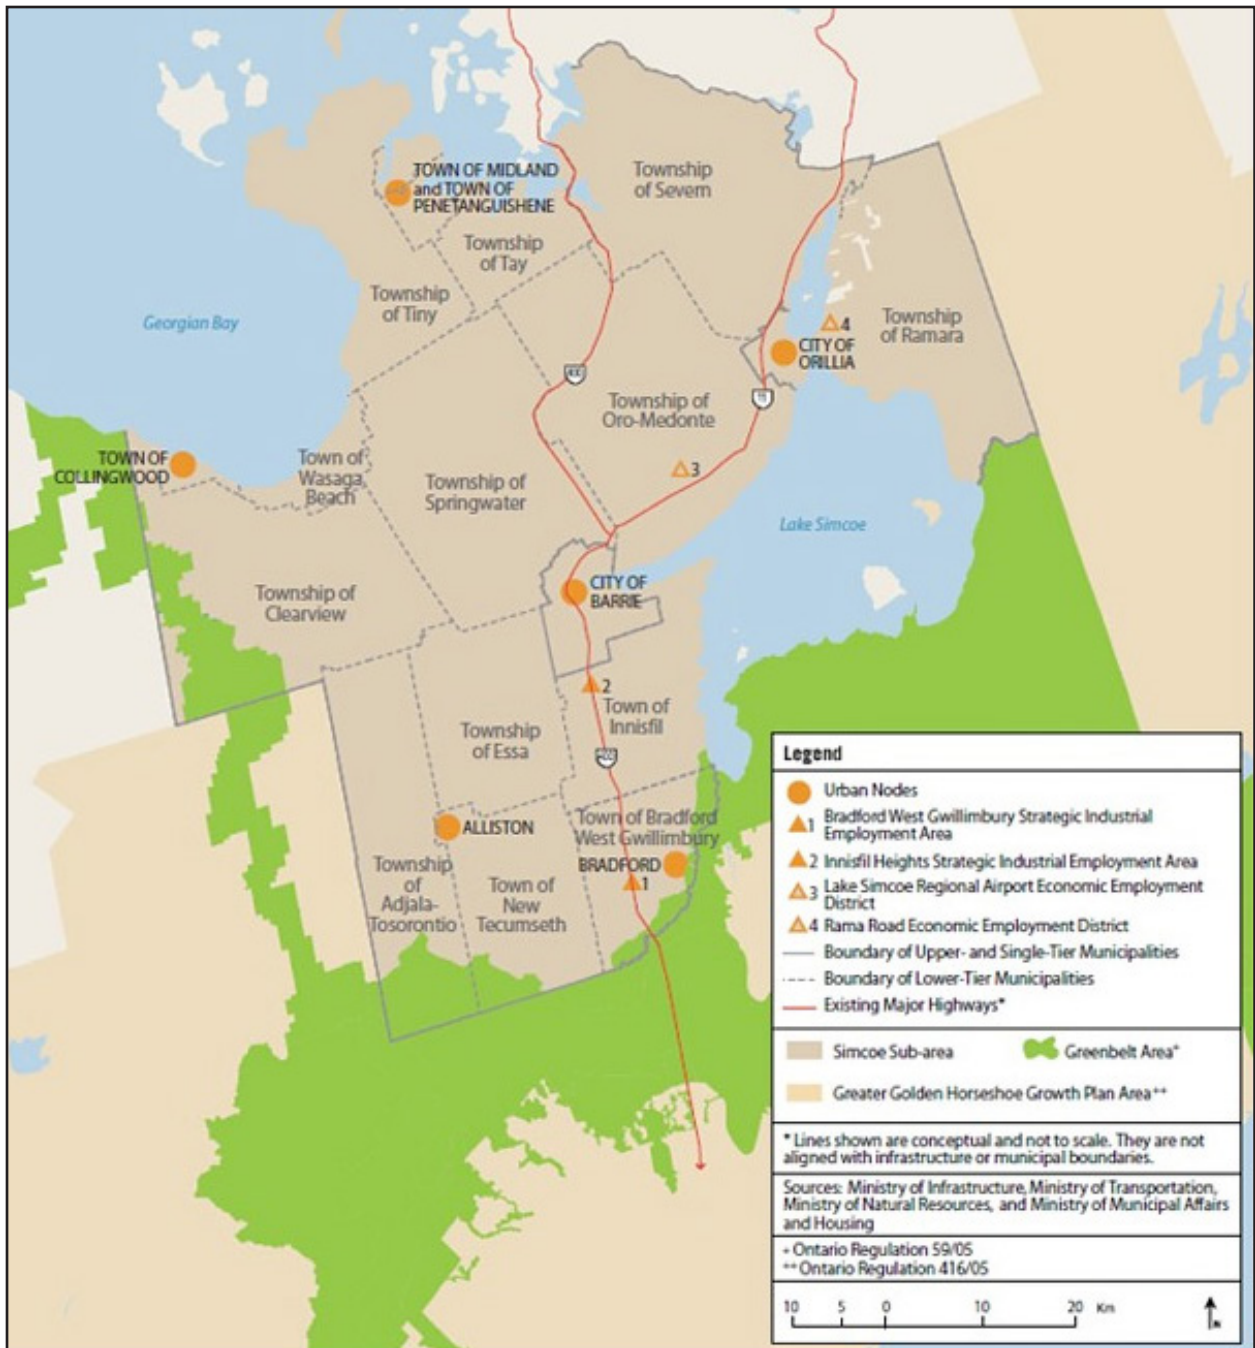 TOWN OF MIDLAND
and TOWN OF
PENETANGUISHENE
Township
of Severn
Township
of Tay
Township
of Tiny
Georgian Bay
4
Township
of Ramara
CITY OF
ORILLIA
400
11
Township of
Oro-Medonte
3
TOWN OF
COLLINGWOOD
Town of
Wasaga
Beach
Township of
Springwater
Lake Simcoe
CITY OF
BARRIE
Township of
Clearview
2
Town of
Innisfil
Township
of Essa
400
ALLISTON
Town of Bradford
West Gwillimbury
BRADFORD
1
Township
of
Adjala-
Tosorontio
Town of
New
Tecumseth
Legend
Urban Nodes
1 Bradford West Gwillimbury Strategic Industrial
Employment Area
2 Innisfil Heights Strategic Industrial Employment Area
3 Lake Simcoe Regional Airport Economic Employment
District
4 Rama Road Economic Employment District
Boundary of Upper- and Single-Tier Municipalities
Boundary of Lower-Tier Municipalities
Existing Major Highways*
Simcoe Sub-area
Greenbelt Area+
Greater Golden Horseshoe Growth Plan Area++
* Lines shown are conceptual and not to scale. They are not
aligned with infrastructure or municipal boundaries.
Sources: Ministry of Infrastructure, Ministry of Transportation,
Ministry of Natural Resources, and Ministry of Municipal Affairs
and Housing
+ Ontario Regulation 59/05
++ Ontario Regulation 416/05
10 5 0 10 20 Km
N